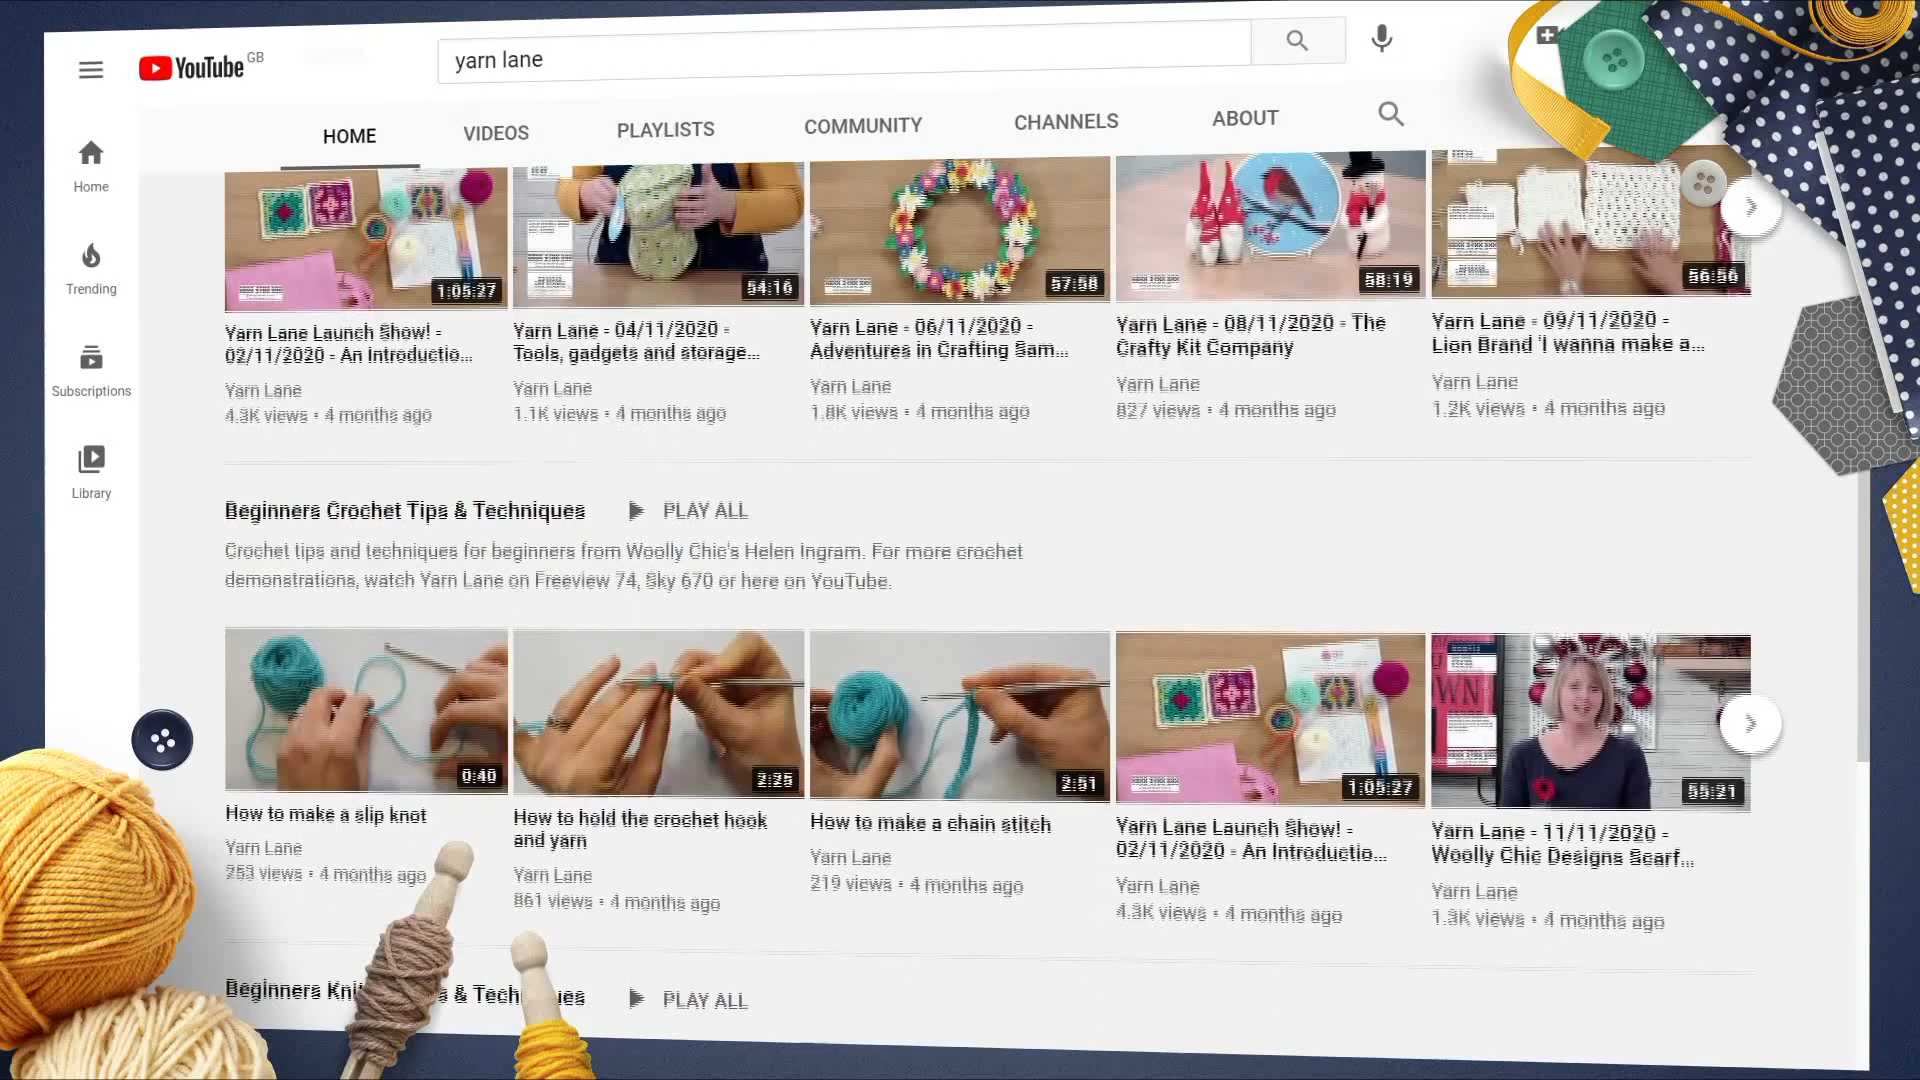 YouTube GB
yarn lane
HOME VIDEOS PLAYLISTS COMMUNITY CHANNELS ABOUT
Home
Trending
Subscriptions
Library
1:05:27
54:16
57:58
58:19
56:56
Yarn Lane Launch Show! -
02/11/2020 - An Introductio...
Yarn Lane
4.3K views • 4 months ago
Yarn Lane - 04/11/2020 -
Tools, gadgets and storage...
Yarn Lane
1.1K views • 4 months ago
Yarn Lane - 06/11/2020 -
Adventures in Crafting Sam...
Yarn Lane
1.8K views • 4 months ago
Yarn Lane - 08/11/2020 - The
Crafty Kit Company
Yarn Lane
827 views • 4 months ago
Yarn Lane - 09/11/2020 -
Lion Brand 'I wanna make a...
Yarn Lane
1.2K views • 4 months ago
Beginners Crochet Tips & Techniques PLAY ALL
Crochet tips and techniques for beginners from Woolly Chic's Helen Ingram. For more crochet
demonstrations, watch Yarn Lane on Freeview 74, Sky 670 or here on YouTube.
0:40
2:25
2:51
1:05:27
55:21
How to make a slip knot
Yarn Lane
253 views • 4 months ago
How to hold the crochet hook
and yarn
Yarn Lane
861 views • 4 months ago
How to make a chain stitch
Yarn Lane
219 views • 4 months ago
Yarn Lane Launch Show! -
02/11/2020 - An Introductio...
Yarn Lane
4.3K views • 4 months ago
Yarn Lane - 11/11/2020 -
Woolly Chic Designs Scarf...
Yarn Lane
1.3K views • 4 months ago
Beginners Kni s & Tech ues PLAY ALL